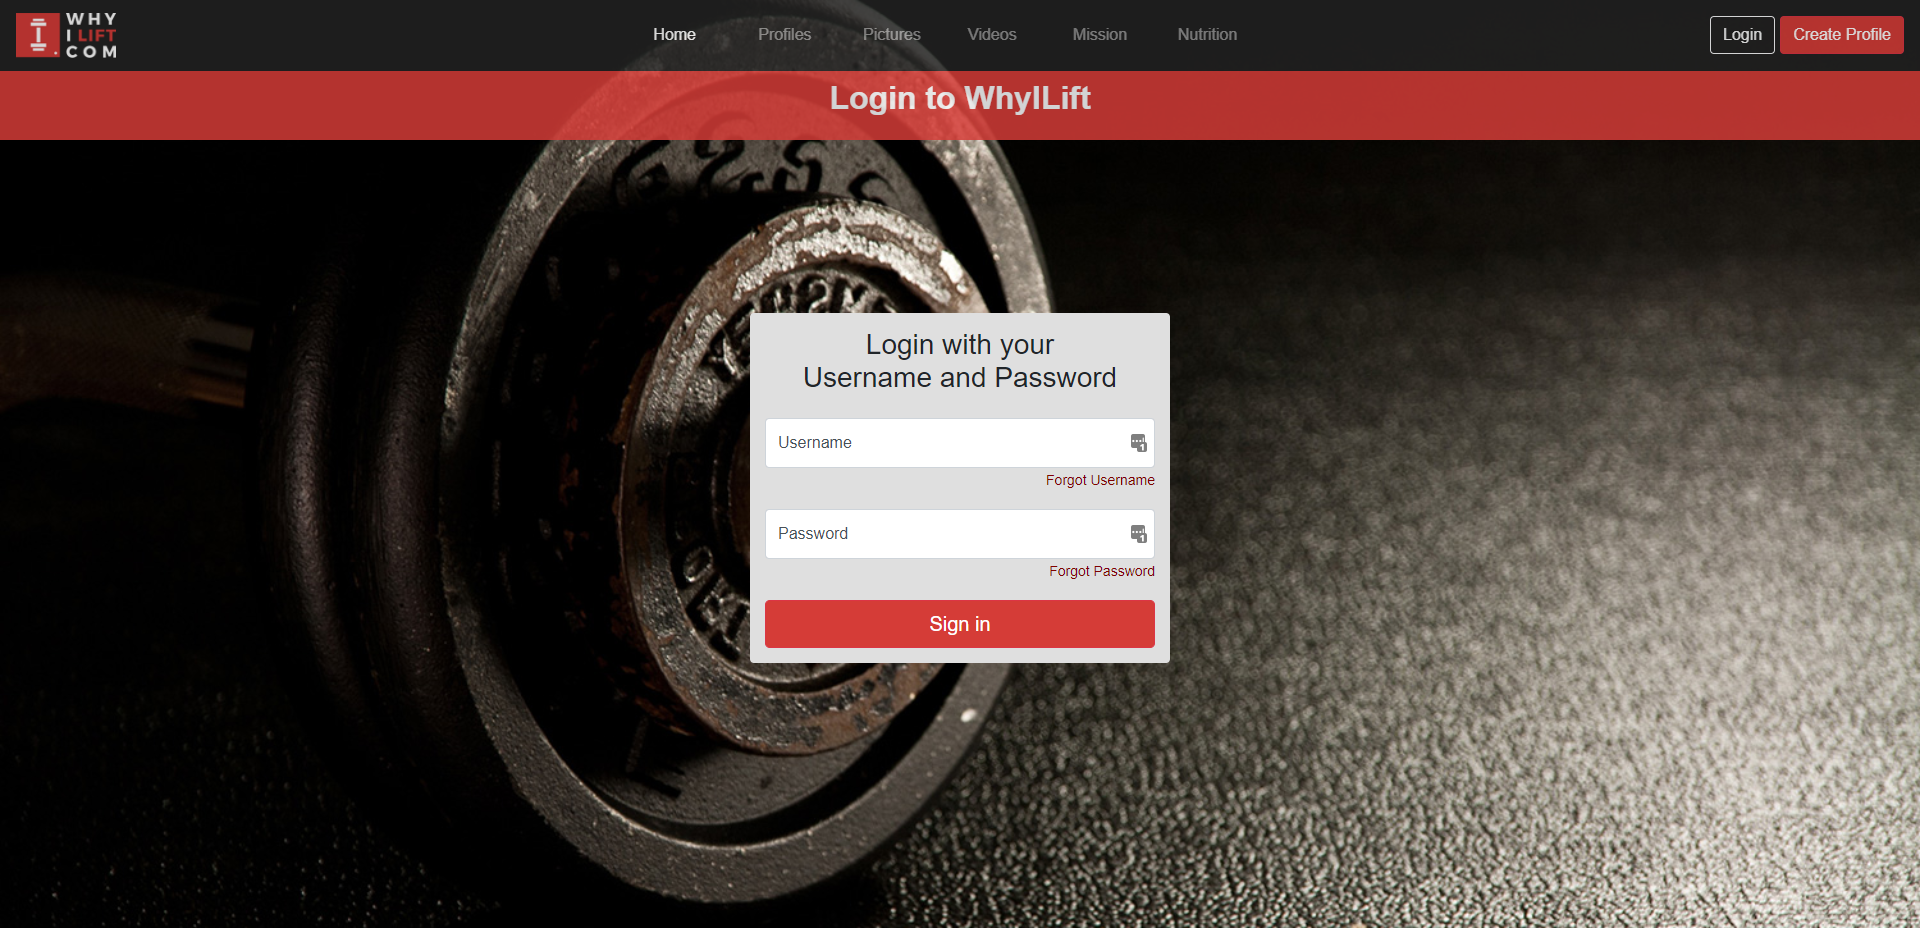 WHY
I LIFT
.COM
Home
Profiles
Pictures
Videos
Mission
Nutrition
Login
Create Profile
Login to WhyILift
Login with your
Username and Password
Username
Forgot Username
Password
Forgot Password
Sign in